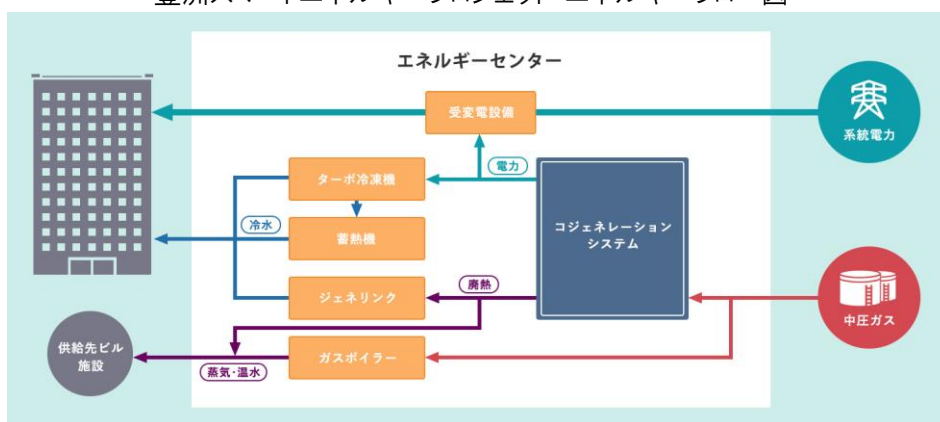 エネルギーセンター
受変電設備
系統電力
電力
ターボ冷凍機
冷水
蓄熱機
コジェネレーション
システム
廃熱
ジェネリンク
中圧ガス
供給先ビル
施設
ガスボイラー
蒸気・温水